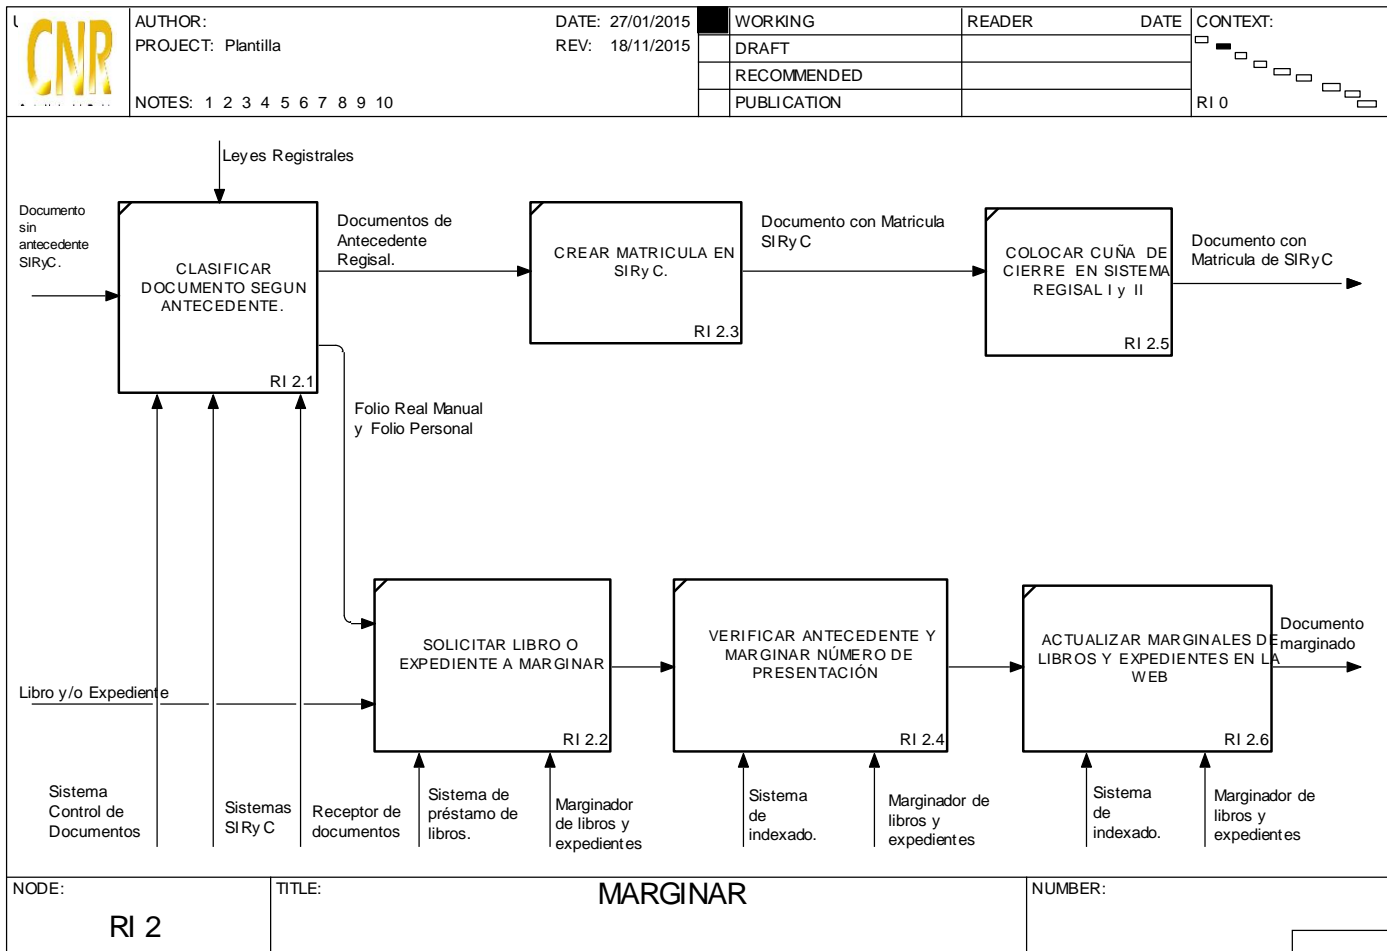 CNR
AUTHOR:
DATE: 27/01/2015
PROJECT: Plantilla
REV: 18/11/2015
NOTES: 1 2 3 4 5 6 7 8 9 10
WORKING
READER
DATE
CONTEXT:
DRAFT
RECOMMENDED
PUBLICATION
RI 0
Leyes Registrales
Documento
sin
antecedente
SIRyC.
CLASIFICAR
DOCUMENTO SEGUN
ANTECEDENTE.
RI 2.1
Documentos de
Antecedente
Regisal.
CREAR MATRICULA EN
SIRyC.
RI 2.3
Documento con Matricula
SIRyC
COLOCAR CUÑA DE
CIERRE EN SISTEMA
REGISAL I y II
RI 2.5
Documento con
Matricula de SIRyC
Folio Real Manual
y Folio Personal
Libro y/o Expediente
SOLICITAR LIBRO O
EXPEDIENTE A MARGINAR
RI 2.2
VERIFICAR ANTECEDENTE Y
MARGINAR NÚMERO DE
PRESENTACIÓN
RI 2.4
ACTUALIZAR MARGINALES DE
LIBROS Y EXPEDIENTES EN LA
WEB
RI 2.6
Documento
marginado
Sistema
Control de
Documentos
Sistemas
SIRyC
Receptor de
documentos
Sistema de
préstamo de
libros.
Marginador
de libros y
expedientes
Sistema
de
indexado.
Marginador de
libros y
expedientes
Sistema
de
indexado.
Marginador de
libros y
expedientes
NODE:
RI 2
TITLE:
MARGINAR
NUMBER: